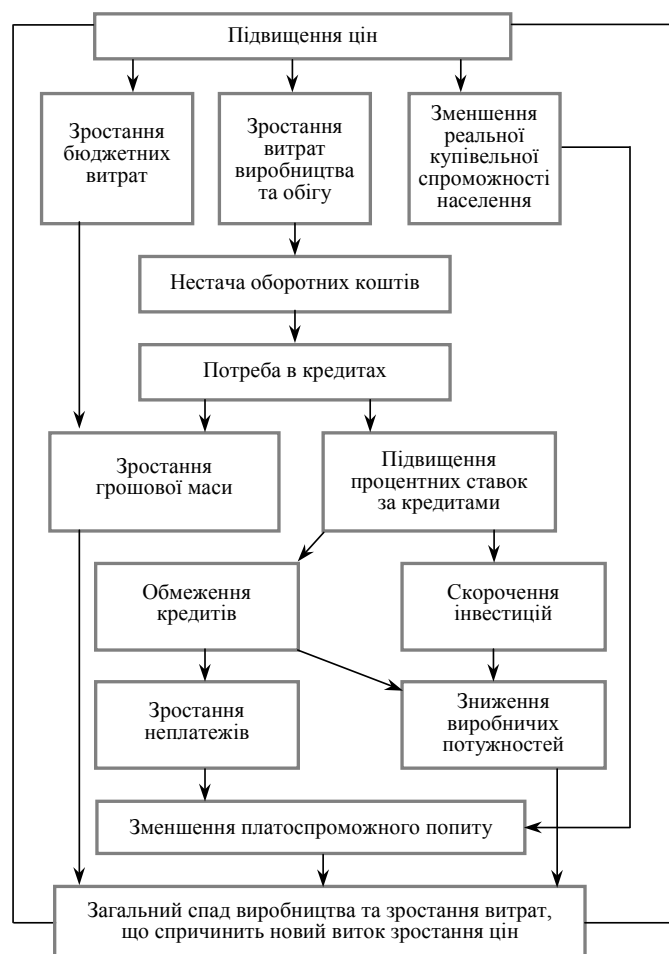 Підвищення цін
Зростання
бюджетних
витрат
Зростання
витрат
виробництва
та обігу
Зменшення
реальної
купівельної
спроможності
населення
Нестача оборотних коштів
Потреба в кредитах
Зростання
грошової маси
Підвищення
процентних ставок
за кредитами
Обмеження
кредитів
Скорочення
інвестицій
Зростання
неплатежів
Зниження
виробничих
потужностей
Зменшення платоспроможного попиту
Загальний спад виробництва та зростання витрат,
що спричинить новий виток зростання цін